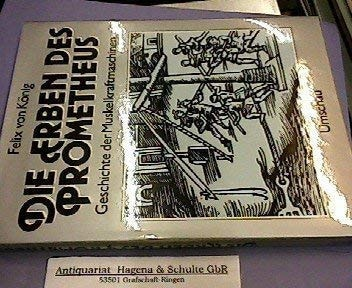 Felix von König
DIE ERBEN DES
PROMETHEUS
Geschichte der Muskelkraftmaschinen
Umschau
Antiquariat Hagena & Schulte GbR
53501 Grafschaft-Ringen